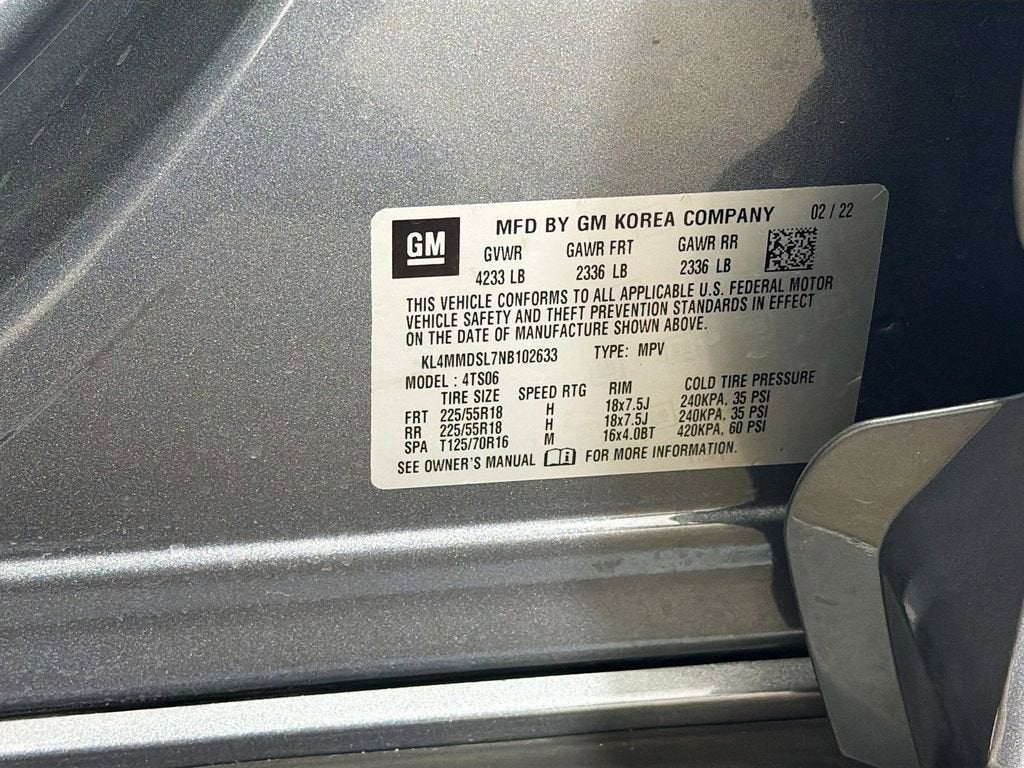 GM
MFD BY GM KOREA COMPANY 02 / 22
GVWR GAWR FRT GAWR RR
4233 LB 2336 LB 2336 LB
THIS VEHICLE CONFORMS TO ALL APPLICABLE U.S. FEDERAL MOTOR
VEHICLE SAFETY AND THEFT PREVENTION STANDARDS IN EFFECT
ON THE DATE OF MANUFACTURE SHOWN ABOVE.
KL4MMDSL7NB102633 TYPE: MPV
MODEL : 4TS06
TIRE SIZE SPEED RTG RIM COLD TIRE PRESSURE
FRT 225/55R18 H 18x7.5J 240KPA. 35 PSI
RR 225/55R18 H 18x7.5J 240KPA. 35 PSI
SPA T125/70R16 M 16x4.0BT 420KPA. 60 PSI
SEE OWNER'S MANUAL FOR MORE INFORMATION.